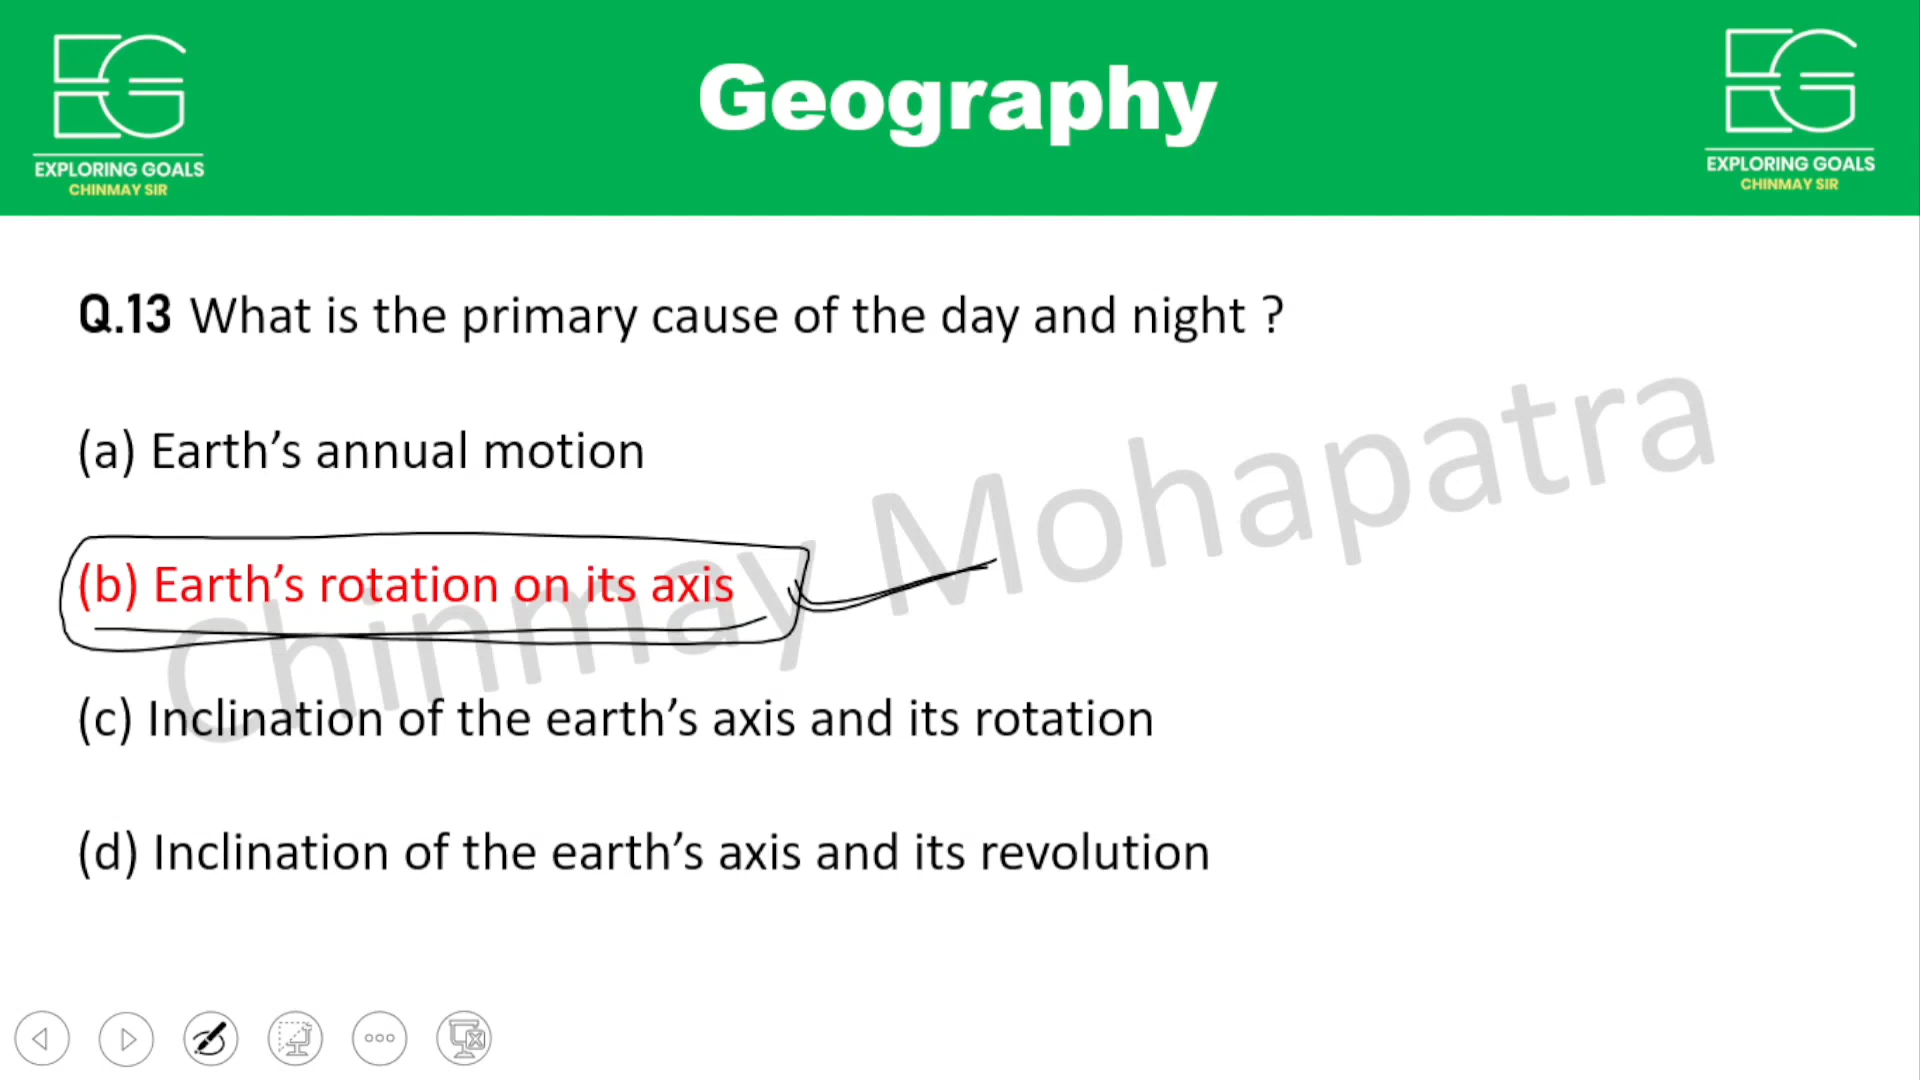 EXPLORING GOALS
CHINMAY SIR
Geography
EXPLORING GOALS
CHINMAY SIR
Q.13 What is the primary cause of the day and night ?
(a) Earth’s annual motion
(b) Earth’s rotation on its axis
(c) Inclination of the earth’s axis and its rotation
(d) Inclination of the earth’s axis and its revolution
Chinmay Mohapatra